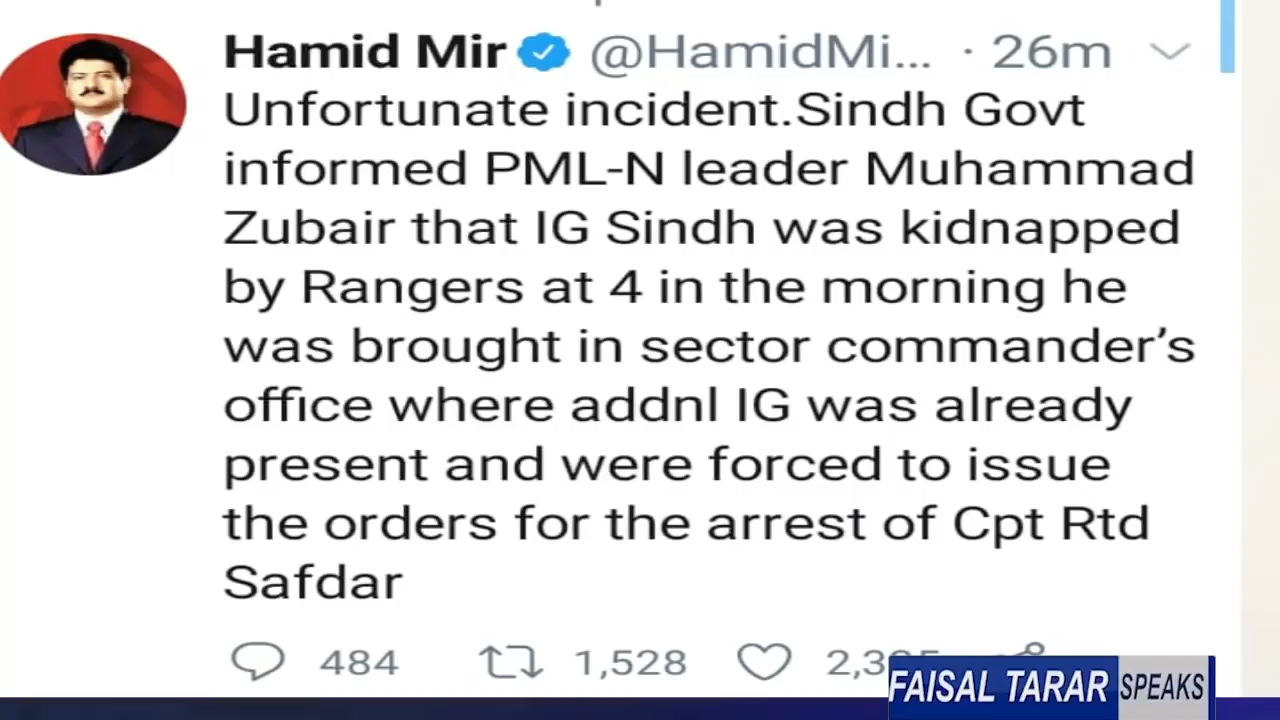 Hamid Mir @HamidMi... · 26m
Unfortunate incident.Sindh Govt
informed PML-N leader Muhammad
Zubair that IG Sindh was kidnapped
by Rangers at 4 in the morning he
was brought in sector commander's
office where addnl IG was already
present and were forced to issue
the orders for the arrest of Cpt Rtd
Safdar
484 1,528
FAISAL TARAR SPEAKS